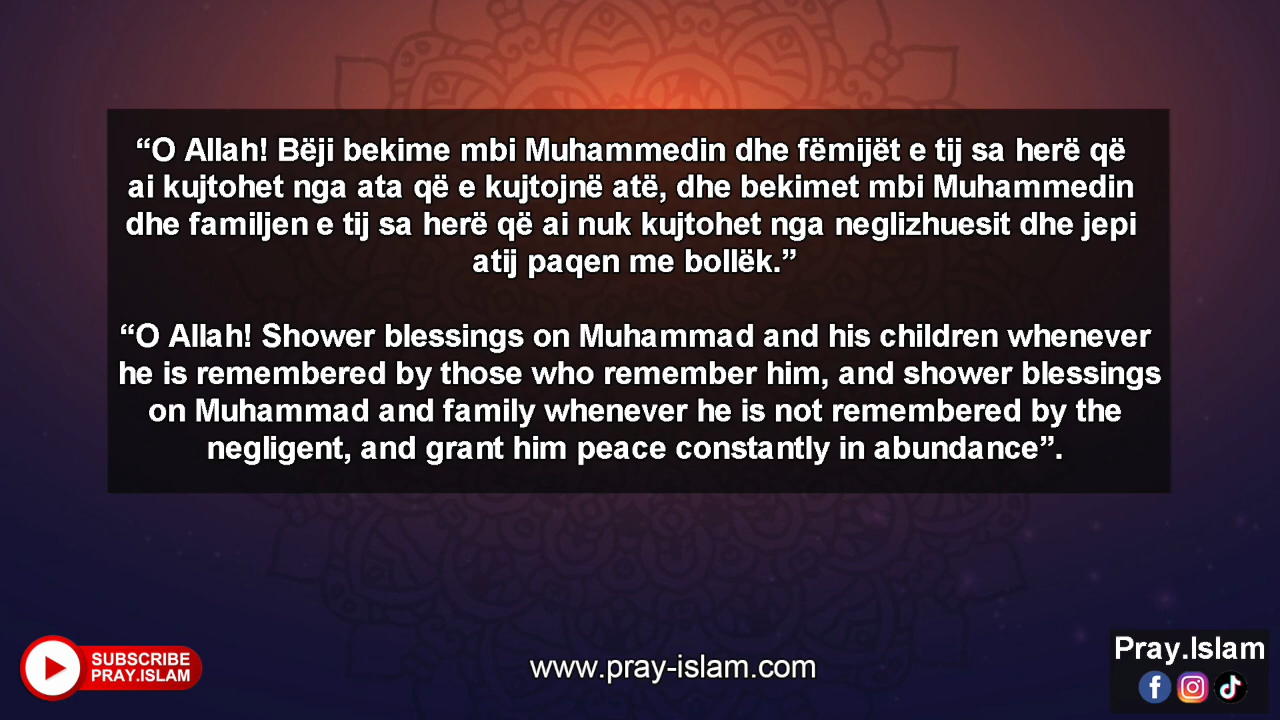 “O Allah! Bëji bekime mbi Muhammedin dhe fëmijët e tij sa herë që
ai kujtohet nga ata që e kujtojnë atë, dhe bekimet mbi Muhammedin
dhe familjen e tij sa herë që ai nuk kujtohet nga neglizhuesit dhe jepi
atij paqen me bollëk.”
“O Allah! Shower blessings on Muhammad and his children whenever
he is remembered by those who remember him, and shower blessings
on Muhammad and family whenever he is not remembered by the
negligent, and grant him peace constantly in abundance”.
SUBSCRIBE
PRAY.ISLAM
www.pray-islam.com
Pray.Islam